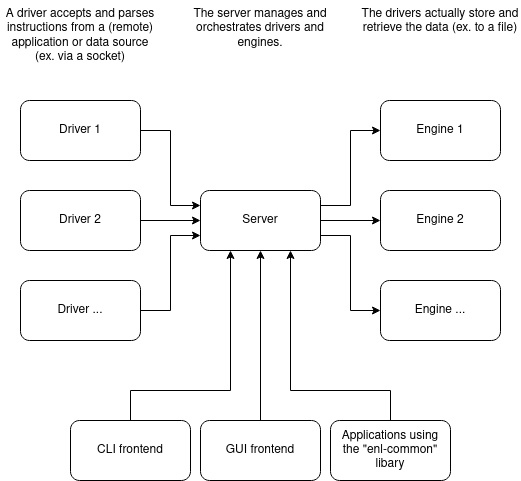 A driver accepts and parses
instructions from a (remote)
application or data source
(ex. via a socket)
The server manages and
orchestrates drivers and
engines.
The drivers actually store and
retrieve the data (ex. to a file)
Driver 1
Engine 1
Driver 2
Server
Engine 2
Driver ...
Engine ...
CLI frontend
GUI frontend
Applications using
the "enl-common"
libary